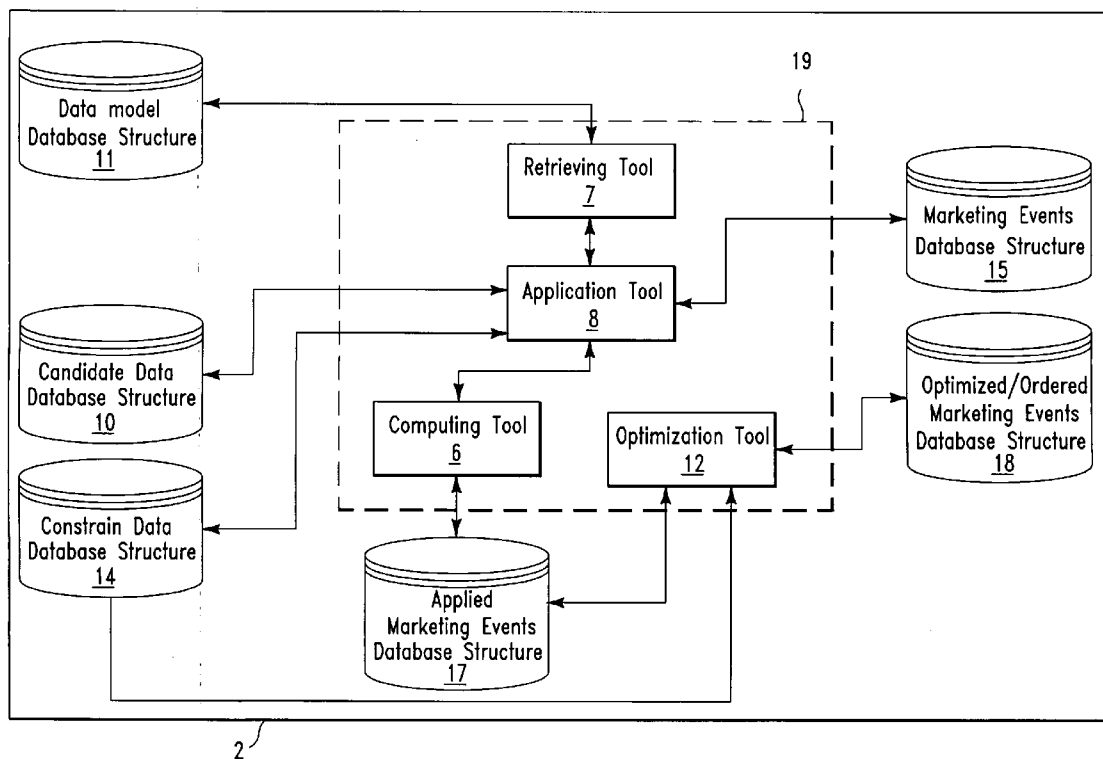 19
Data model
Database Structure
11
Retrieving Tool
7
Marketing Events
Database Structure
15
Application Tool
8
Candidate Data
Database Structure
10
Optimized/Ordered
Marketing Events
Database Structure
18
Computing Tool
6
Optimization Tool
12
Constrain Data
Database Structure
14
Applied
Marketing Events
Database Structure
17
2